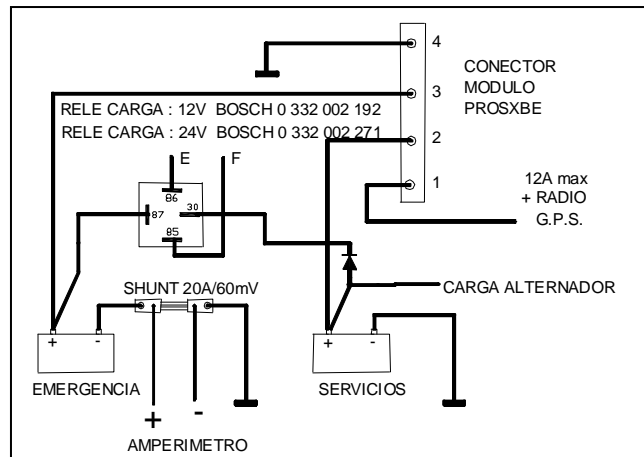 4
CONECTOR
MODULO
PROSXBE
3
RELE CARGA : 12V BOSCH 0 332 002 192
RELE CARGA : 24V BOSCH 0 332 002 271
2
E F
1
12A max
+ RADIO
G.P.S.
86
87
30
85
SHUNT 20A/60mV
CARGA ALTERNADOR
+ -
+ -
EMERGENCIA
SERVICIOS
+ -
AMPERIMETRO